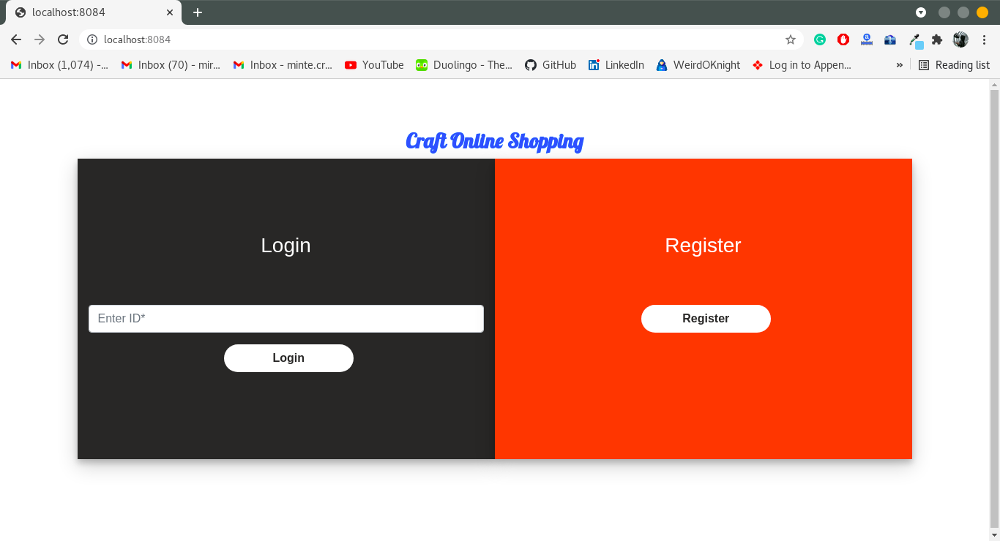 localhost:8084
localhost:8084
Inbox (1,074) -... Inbox (70) - mir... Inbox - minte.cr... YouTube Duolingo - The... GitHub LinkedIn WeirdOKnight Log in to Appen... » Reading list
Craft Online Shopping
Login
Register
Enter ID*
Register
Login